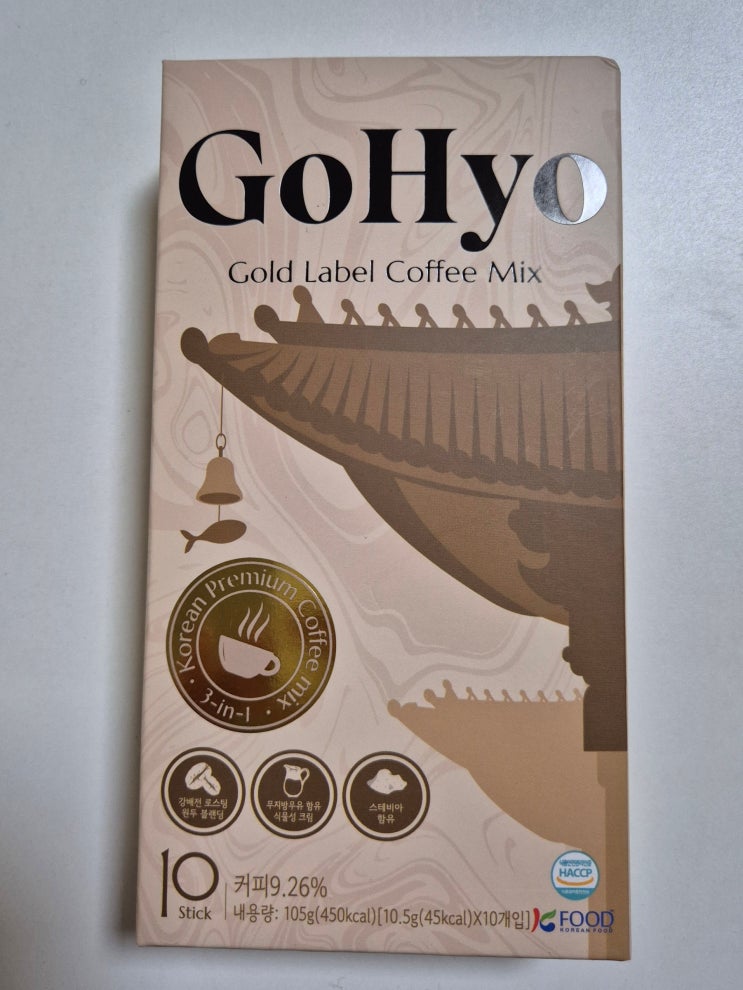 GoHyo
Gold Label Coffee Mix
Korean Premium Coffee mix
3-in-1
강배전 로스팅
원두 블랜딩
무지방우유 함유
식물성 크림
스테비아
함유
10
Stick
커피9.26%
내용량: 105g(450kcal)[10.5g(45kcal)X10개입]
HACCP
K FOOD
KOREAN FOOD